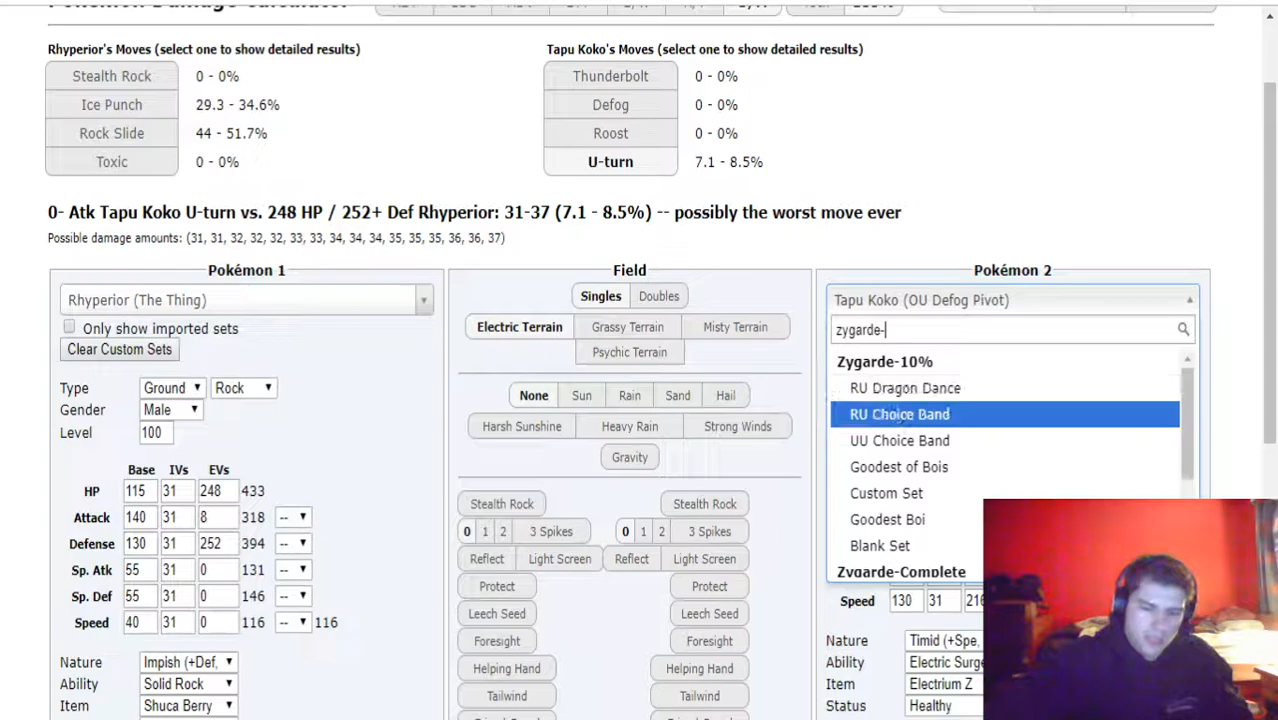 Rhyperior's Moves (select one to show detailed results)
Stealth Rock 0 - 0%
Ice Punch 29.3 - 34.6%
Rock Slide 44 - 51.7%
Toxic 0 - 0%
Tapu Koko's Moves (select one to show detailed results)
Thunderbolt 0 - 0%
Defog 0 - 0%
Roost 0 - 0%
U-turn 7.1 - 8.5%
0- Atk Tapu Koko U-turn vs. 248 HP / 252+ Def Rhyperior: 31-37 (7.1 - 8.5%) -- possibly the worst move ever
Possible damage amounts: (31, 31, 32, 32, 32, 33, 33, 34, 34, 34, 35, 35, 35, 36, 36, 37)
Pokémon 1
Rhyperior (The Thing)
Only show imported sets
Clear Custom Sets
Type Ground Rock
Gender Male
Level 100
Base IVs EVs
HP 115 31 248 433
Attack 140 31 8 318 --
Defense 130 31 252 394 --
Sp. Atk 55 31 0 131 --
Sp. Def 55 31 0 146 --
Speed 40 31 0 116 -- 116
Nature Impish (+Def,
Ability Solid Rock
Item Shuca Berry
Field
Singles Doubles
Electric Terrain Grassy Terrain Misty Terrain
Psychic Terrain
None Sun Rain Sand Hail
Harsh Sunshine Heavy Rain Strong Winds
Gravity
Stealth Rock Stealth Rock
0 1 2 3 Spikes 0 1 2 3 Spikes
Reflect Light Screen Reflect Light Screen
Protect Protect
Leech Seed Leech Seed
Foresight Foresight
Helping Hand Helping Hand
Tailwind Tailwind
Pokémon 2
Tapu Koko (OU Defog Pivot)
zygarde-
Zygarde-10%
RU Dragon Dance
RU Choice Band
UU Choice Band
Goodest of Bois
Custom Set
Goodest Boi
Blank Set
Zygarde-Complete
Speed 130 31 216
Nature Timid (+Spe,
Ability Electric Surge
Item Electrium Z
Status Healthy